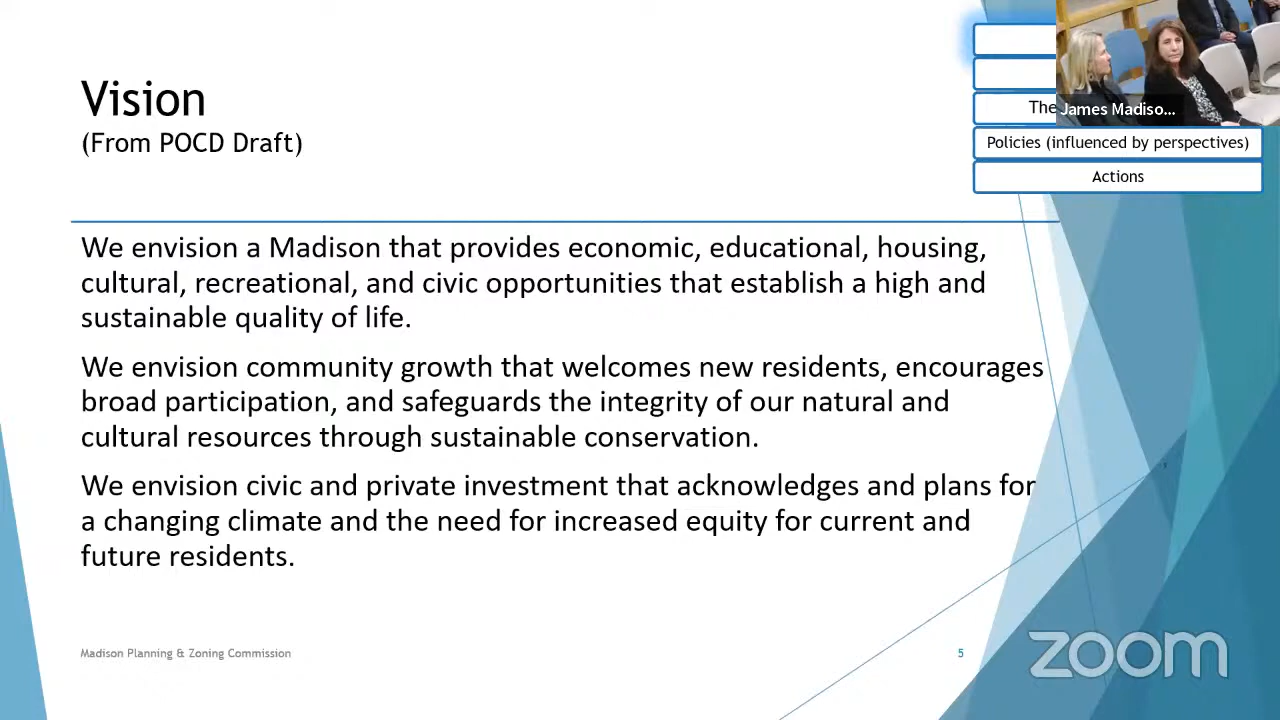 Vision
(From POCD Draft)
The
James Madiso...
Policies (influenced by perspectives)
Actions
We envision a Madison that provides economic, educational, housing,
cultural, recreational, and civic opportunities that establish a high and
sustainable quality of life.
We envision community growth that welcomes new residents, encourages
broad participation, and safeguards the integrity of our natural and
cultural resources through sustainable conservation.
We envision civic and private investment that acknowledges and plans for
a changing climate and the need for increased equity for current and
future residents.
Madison Planning & Zoning Commission
5
zoom